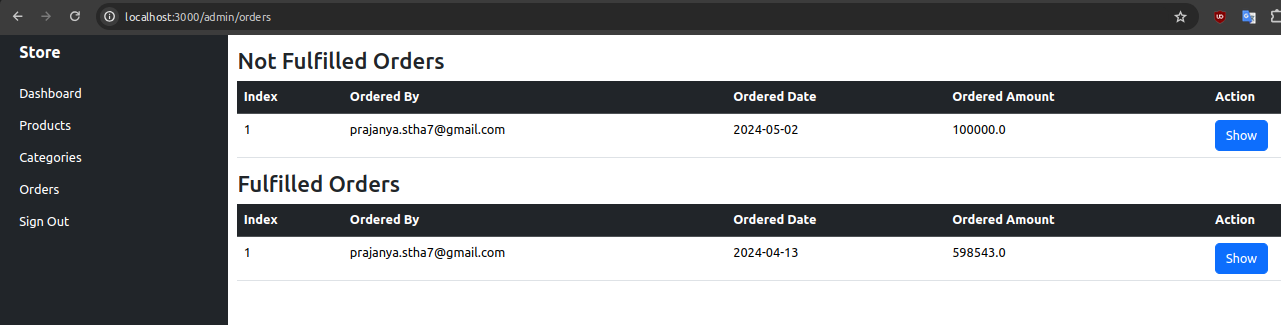 localhost:3000/admin/orders
Store
Dashboard
Products
Categories
Orders
Sign Out
Not Fulfilled Orders
Index Ordered By Ordered Date Ordered Amount Action
1 prajanya.stha7@gmail.com 2024-05-02 100000.0 Show
Fulfilled Orders
Index Ordered By Ordered Date Ordered Amount Action
1 prajanya.stha7@gmail.com 2024-04-13 598543.0 Show